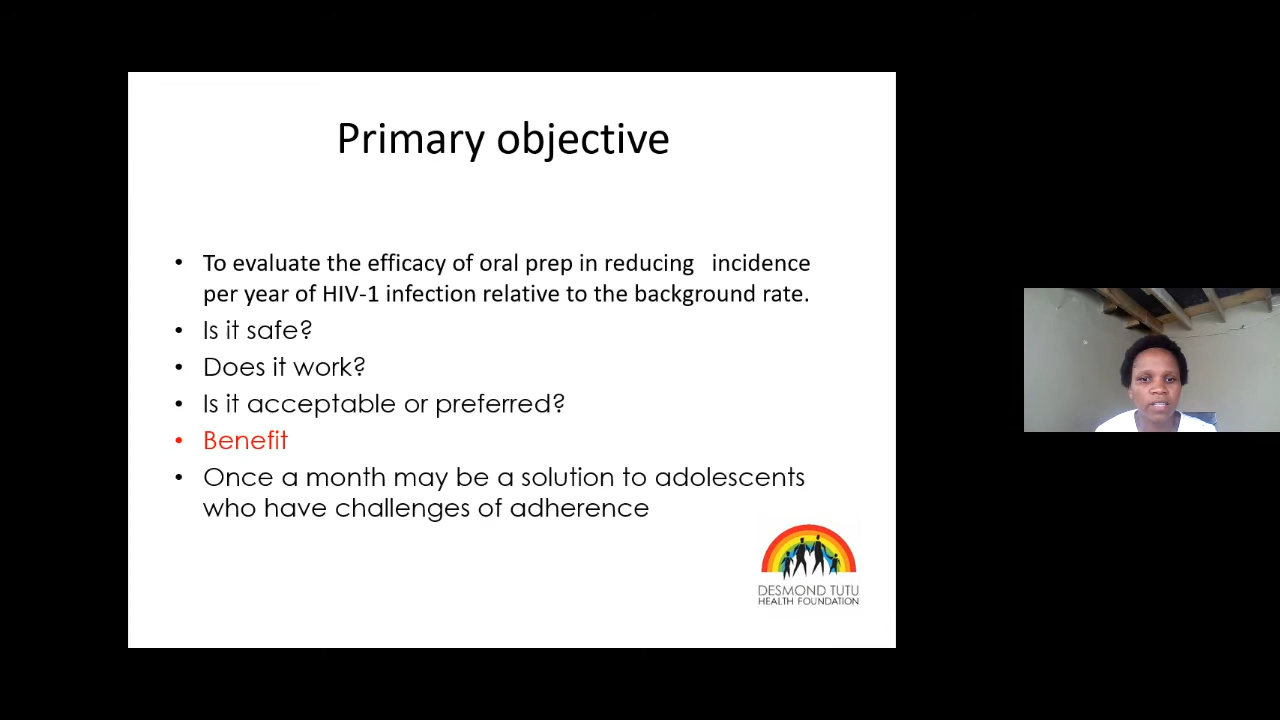 Primary objective
• To evaluate the efficacy of oral prep in reducing incidence
per year of HIV-1 infection relative to the background rate.
• Is it safe?
• Does it work?
• Is it acceptable or preferred?
• Benefit
• Once a month may be a solution to adolescents
who have challenges of adherence
DESMOND TUTU
HEALTH FOUNDATION